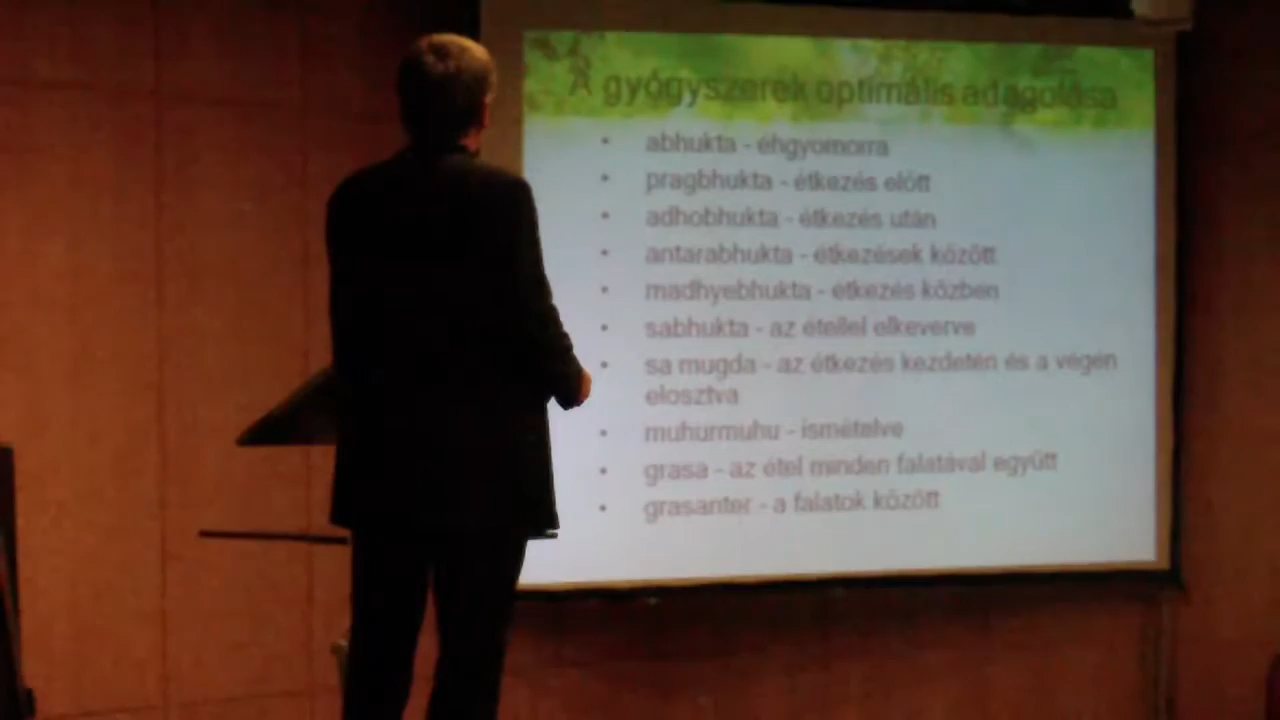 A gyógyszerek optimális adagolása
• abhukta - éhgyomorra
• pragbhukta - étkezés előtt
• adhobhukta - étkezés után
• antarabhukta - étkezések között
• madhyebhukta - étkezés közben
• sabhukta - az étellel elkeverve
• sa mugda - az étkezés kezdetén és a végén
elosztva
• muhurmuhu - ismételve
• grasa - az étel minden falatával együtt
• grasanter - a falatok között